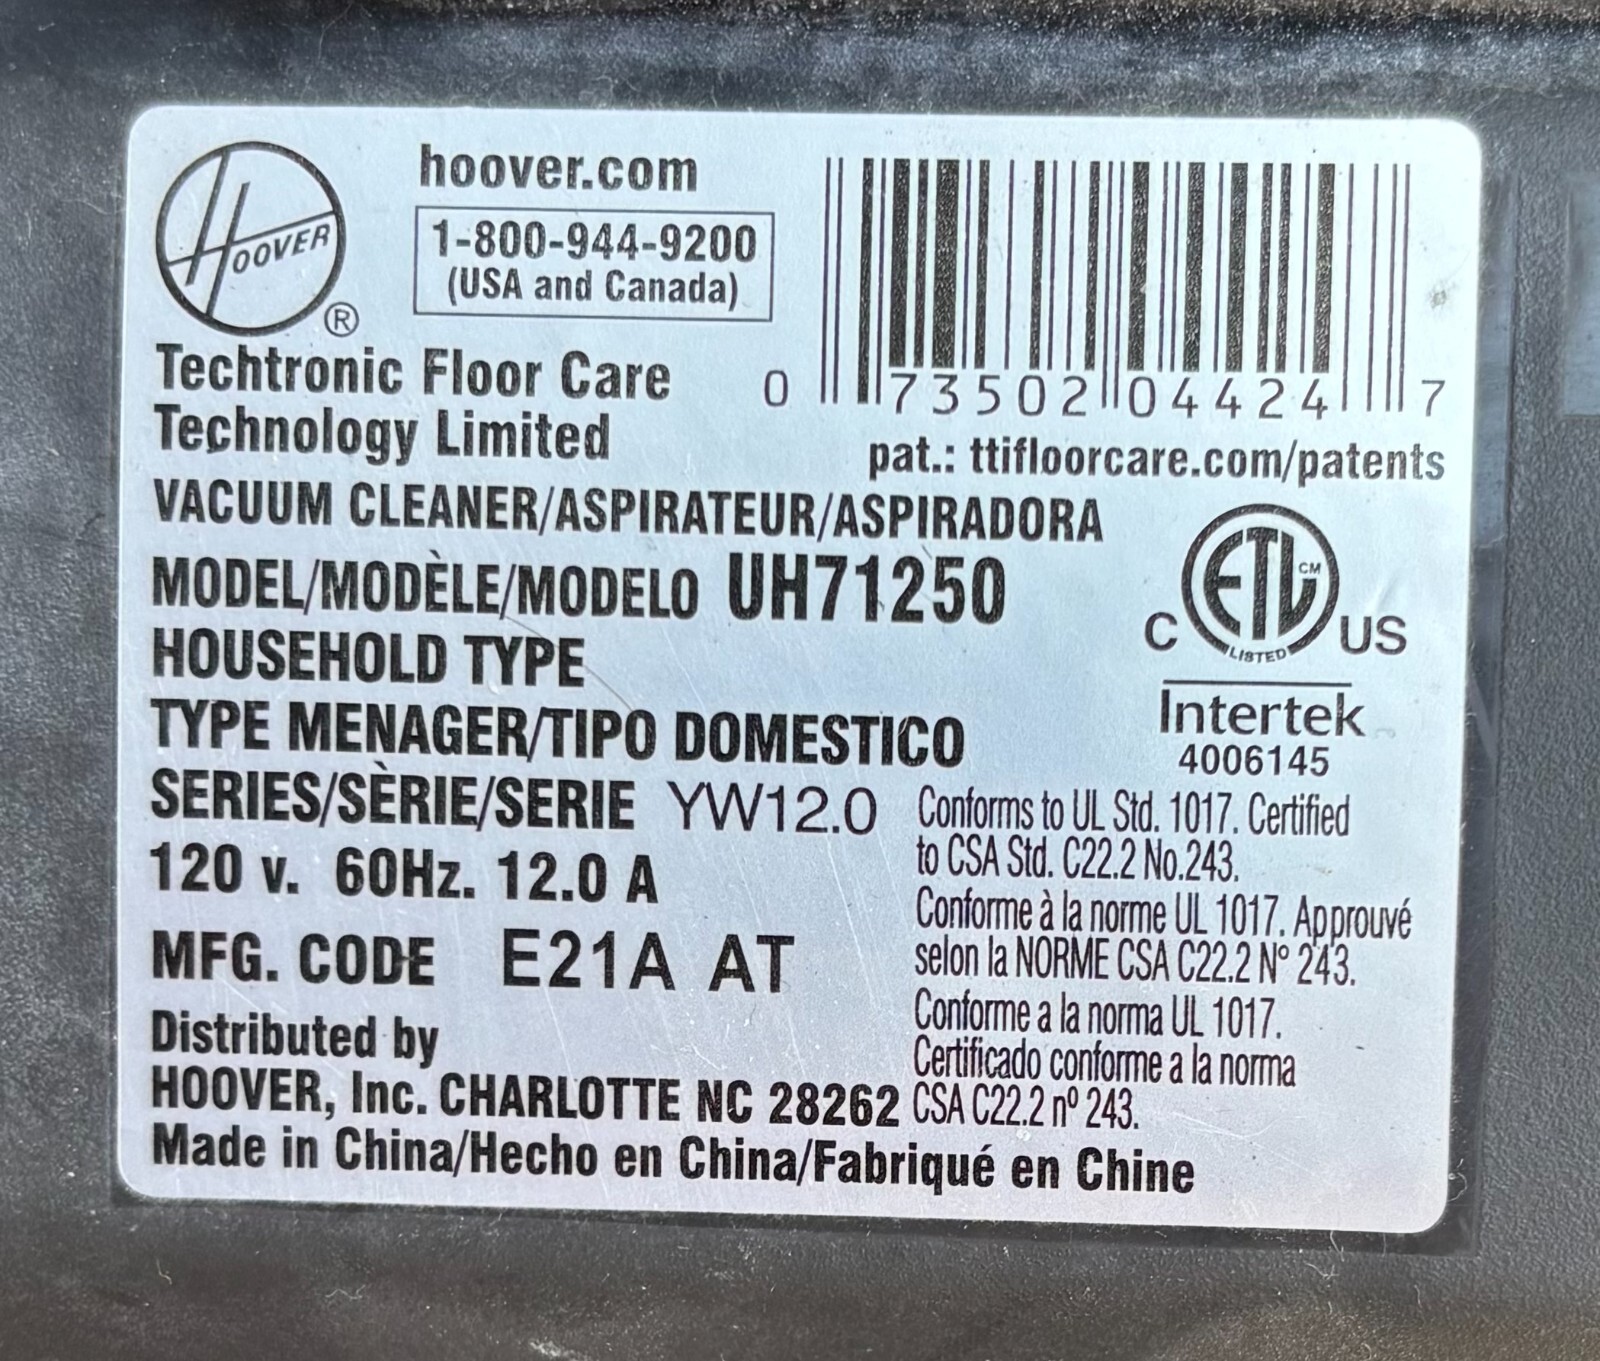 HOOVER
®
hoover.com
1-800-944-9200
(USA and Canada)
0 73502 04424 7
Techtronic Floor Care
Technology Limited
pat.: ttifloorcare.com/patents
VACUUM CLEANER/ASPIRATEUR/ASPIRADORA
MODEL/MODÈLE/MODELO UH71250
HOUSEHOLD TYPE
TYPE MENAGER/TIPO DOMESTICO
SERIES/SÈRIE/SERIE YW12.0
120 v. 60Hz. 12.0 A
MFG. CODE E21A AT
Distributed by
HOOVER, Inc. CHARLOTTE NC 28262
Made in China/Hecho en China/Fabriqué en Chine
ETL CM
C LISTED US
Intertek
4006145
Conforms to UL Std. 1017. Certified
to CSA Std. C22.2 No.243.
Conforme à la norme UL 1017. Approuvé
selon la NORME CSA C22.2 N° 243.
Conforme a la norma UL 1017.
Certificado conforme a la norma
CSA C22.2 nº 243.